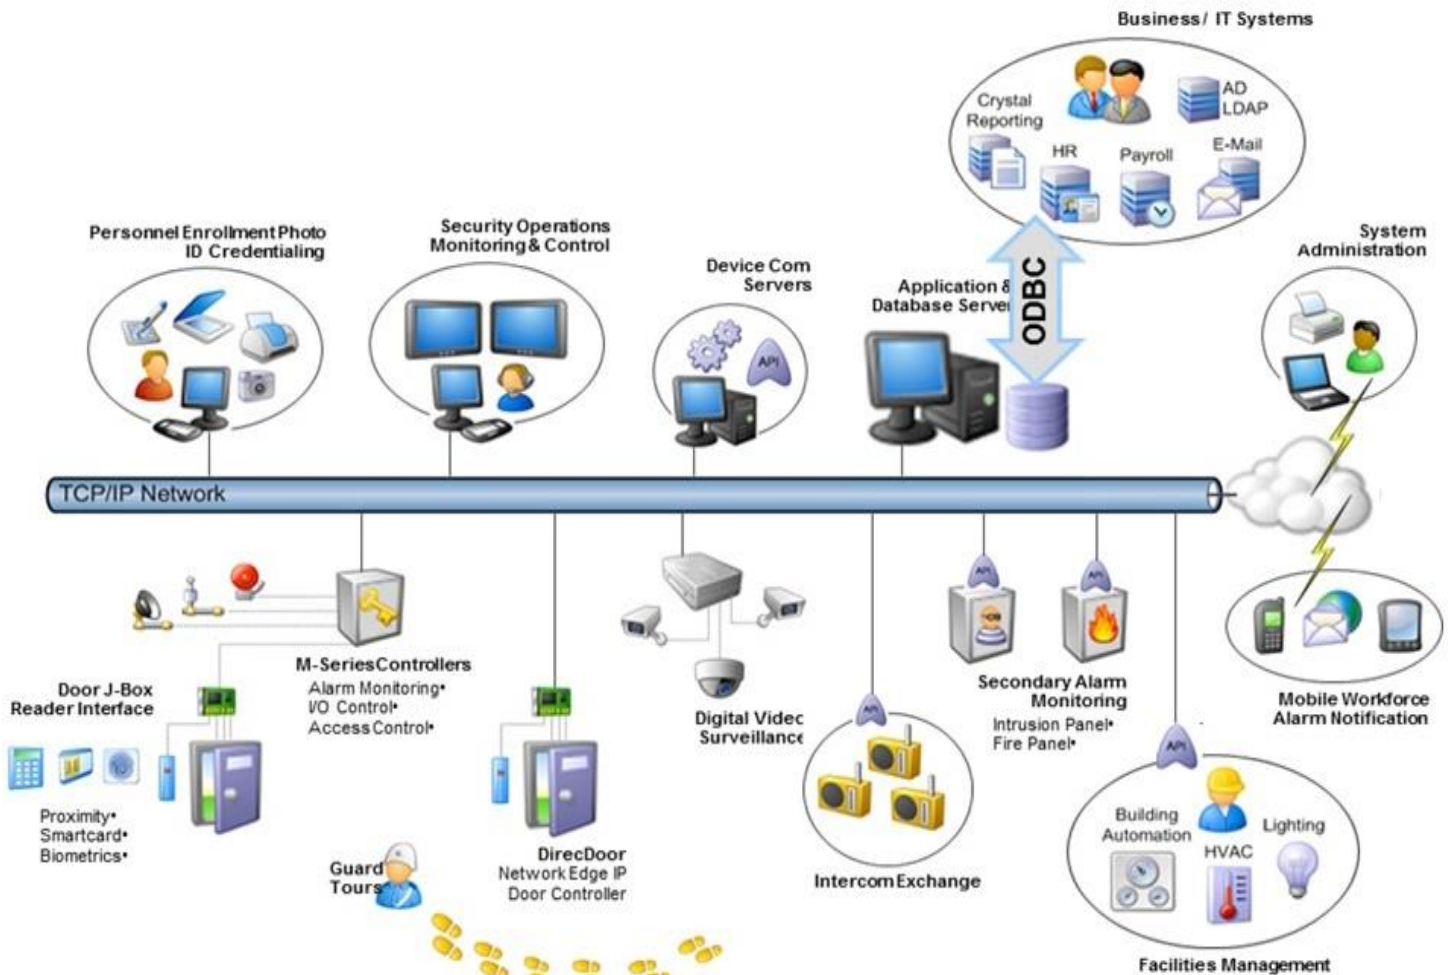 Business/ IT Systems
Crystal
Reporting
AD
LDAP
HR
Payroll
E-Mail
Personnel Enrollment Photo
ID Credentialing
Security Operations
Monitoring & Control
Device Com
Servers
API
Application &
Database Server
ODBC
System
Administration
TCP/IP Network
M-Series Controllers
Alarm Monitoring•
I/O Control•
Access Control•
Door J-Box
Reader Interface
Proximity•
Smartcard•
Biometrics•
Guard
Tours
DirecDoor
Network Edge IP
Door Controller
Digital Video
Surveillance
API
Intercom Exchange
API
API
Secondary Alarm
Monitoring
Intrusion Panel•
Fire Panel•
Mobile Workforce
Alarm Notification
API
Building
Automation
HVAC
Lighting
Facilities Management